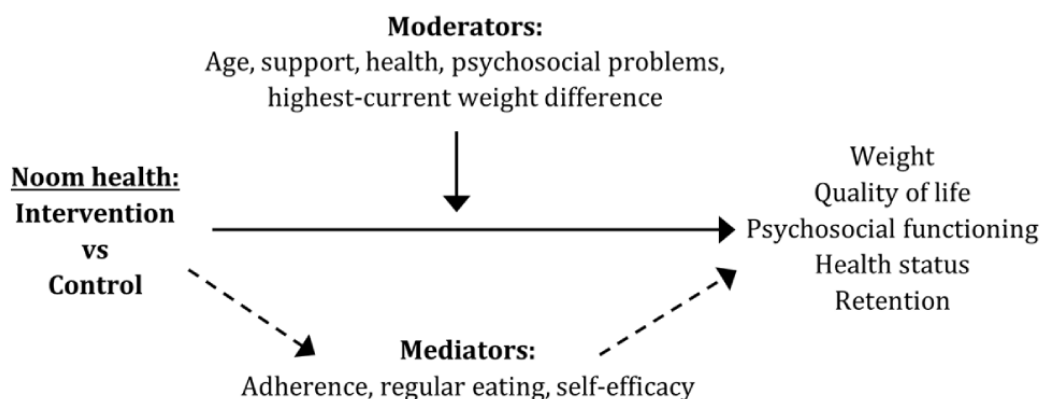 Moderators:
Age, support, health, psychosocial problems,
highest-current weight difference
Noom health:
Intervention
vs
Control
Weight
Quality of life
Psychosocial functioning
Health status
Retention
Mediators:
Adherence, regular eating, self-efficacy